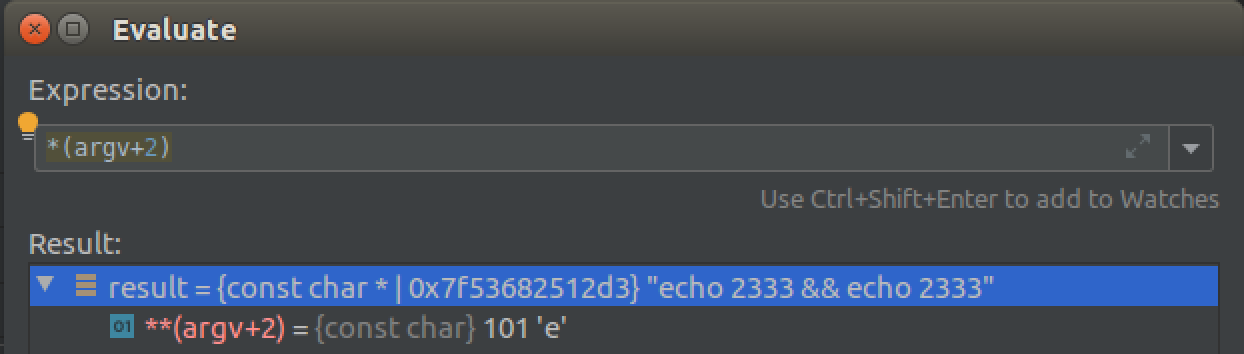 Evaluate
Expression:
*(argv+2)
Use Ctrl+Shift+Enter to add to Watches
Result:
result = {const char * | 0x7f53682512d3} "echo 2333 && echo 2333"
01 **(argv+2) = {const char} 101 'e'